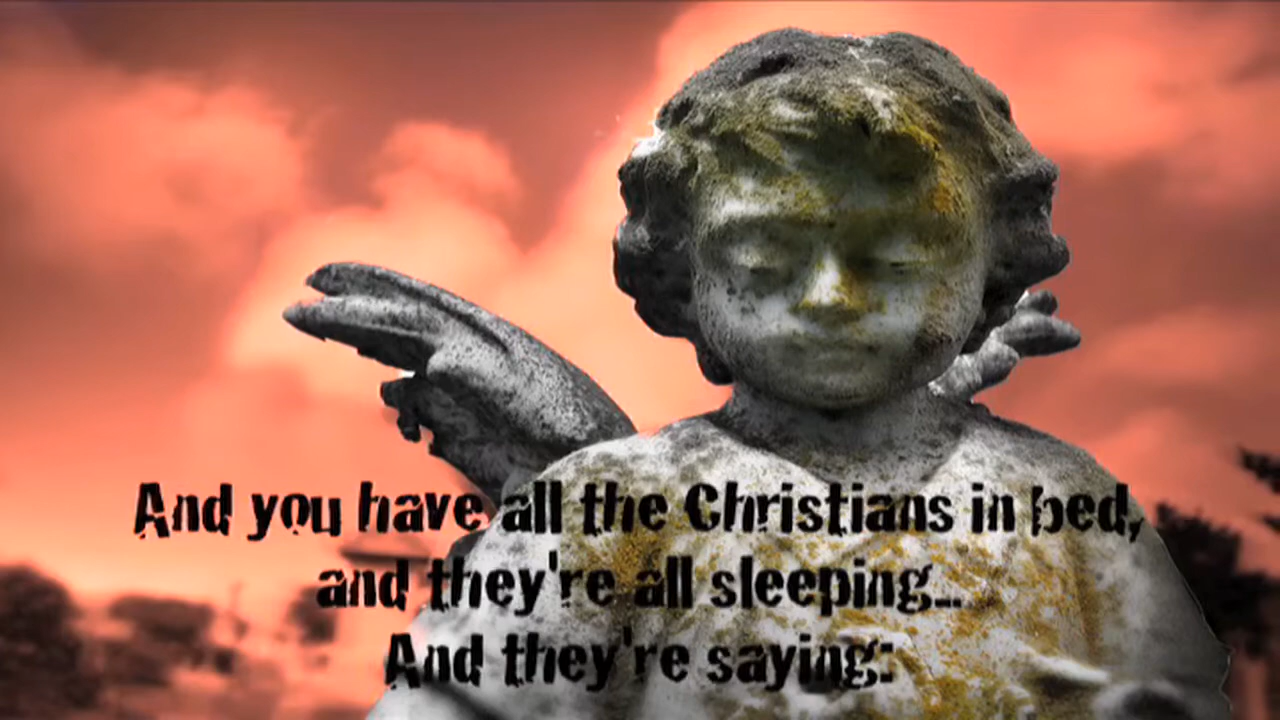 And you have all the Christians in bed,
and they're all sleeping...
And they're saying: